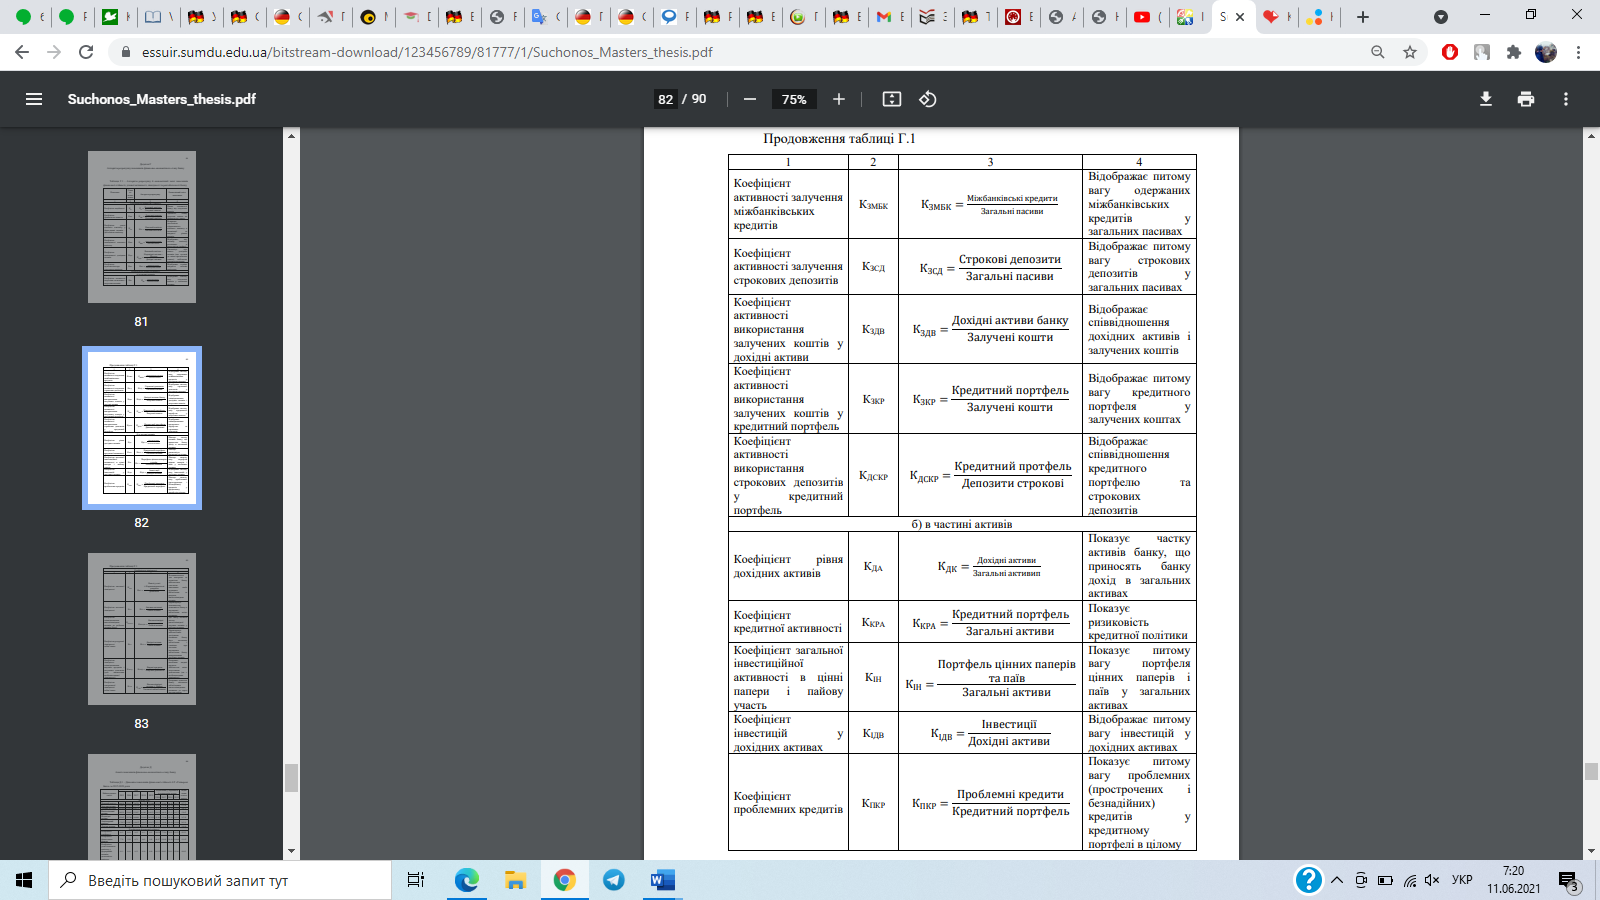 essuir.sumdu.edu.ua/bitstream-download/123456789/81777/1/Suchonos_Masters_thesis.pdf
Suchonos_Masters_thesis.pdf
82 / 90
75%
81
82
83
Продовження таблиці Г.1
1 2 3 4
Коефіцієнт
активності залучення
міжбанківських
кредитів
КЗМБК
КЗМБК = Міжбанківські кредити
Загальні пасиви
Відображає питому
вагу одержаних
міжбанківських
кредитів у
загальних пасивах
Коефіцієнт
активності залучення
строкових депозитів
КЗСД
КЗСД = Строкові депозити
Загальні пасиви
Відображає питому
вагу строкових
депозитів у
загальних пасивах
Коефіцієнт
активності
використання
залучених коштів у
дохідні активи
КЗДВ
КЗДВ = Дохідні активи банку
Залучені кошти
Відображає
співвідношення
дохідних активів і
залучених коштів
Коефіцієнт
активності
використання
залучених коштів у
кредитний портфель
КЗКР
КЗКР = Кредитний портфель
Залучені кошти
Відображає питому
вагу кредитного
портфеля у
залучених коштах
Коефіцієнт
активності
використання
строкових депозитів
у кредитний
портфель
КДСКР
КДСКР = Кредитний протфель
Депозити строкові
Відображає
співвідношення
кредитного
портфелю та
строкових
депозитів
б) в частині активів
Коефіцієнт рівня
дохідних активів
КДА
КДК = Дохідні активи
Загальні активип
Показує частку
активів банку, що
приносять банку
дохід в загальних
активах
Коефіцієнт
кредитної активності
ККРА
ККРА = Кредитний портфель
Загальні активи
Показує
ризиковість
кредитної політики
Коефіцієнт загальної
інвестиційної
активності в цінні
папери і пайову
участь
КІН
КІН = Портфель цінних паперів
та паїв
Загальні активи
Показує питому
вагу портфеля
цінних паперів і
паїв у загальних
активах
Коефіцієнт
інвестицій у
дохідних активах
КІДВ
КІДВ = Інвестиції
Дохідні активи
Відображає питому
вагу інвестицій у
дохідних активах
Коефіцієнт
проблемних кредитів
КПКР
КПКР = Проблемні кредити
Кредитний портфель
Показує питому
вагу проблемних
(прострочених і
безнадійних)
кредитів у
кредитному
портфелі в цілому
Введіть пошуковий запит тут
УКР
7:20
11.06.2021
3